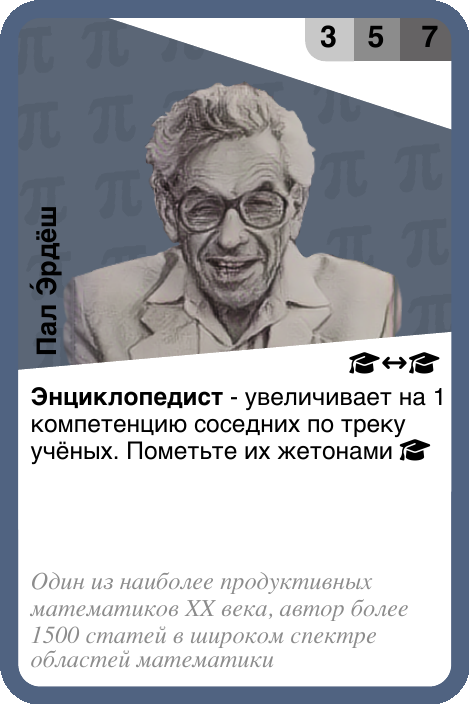 3 5 7
Пал Э́рдёш
Энциклопедист - увеличивает на 1
компетенцию соседних по треку
учёных. Пометьте их жетонами
Один из наиболее продуктивных
математиков XX века, автор более
1500 статей в широком спектре
областей математики